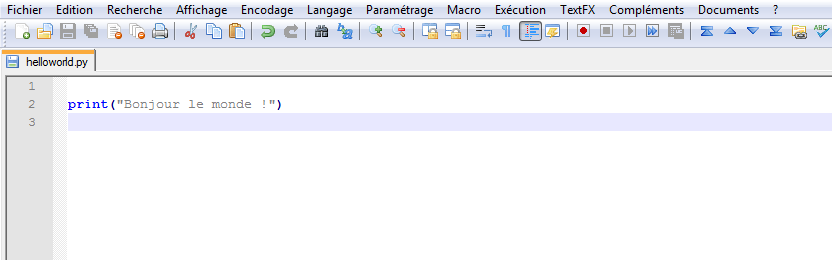 Fichier Edition Recherche Affichage Encodage Langage Paramétrage Macro Exécution TextFX Compléments Documents ?
helloworld.py
1
2 print("Bonjour le monde !")
3